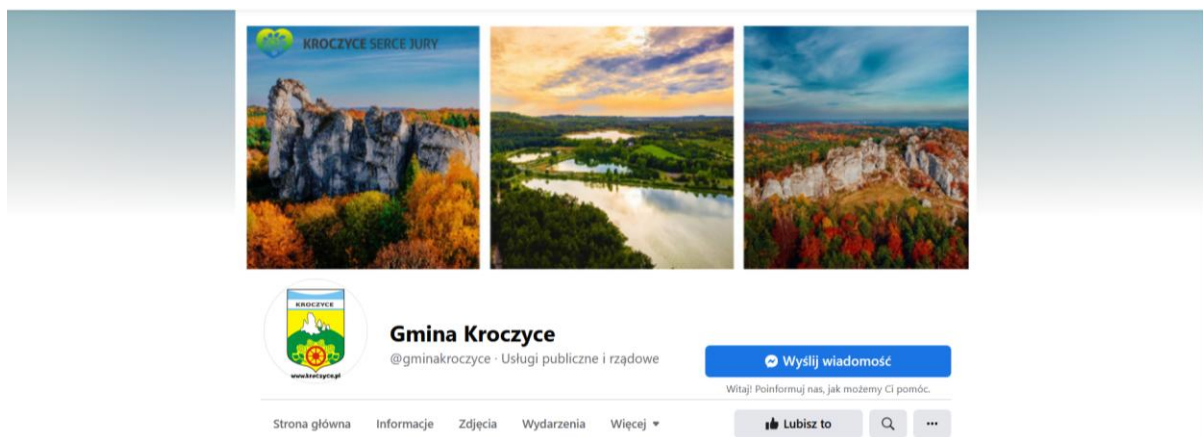 KROCZYCE SERCE JURY
KROCZYCE
www.kroczyce.pl
Gmina Kroczyce
@gminakroczyce · Usługi publiczne i rządowe
Wyślij wiadomość
Witaj! Poinformuj nas, jak możemy Ci pomóc.
Strona główna Informacje Zdjęcia Wydarzenia Więcej
Lubisz to